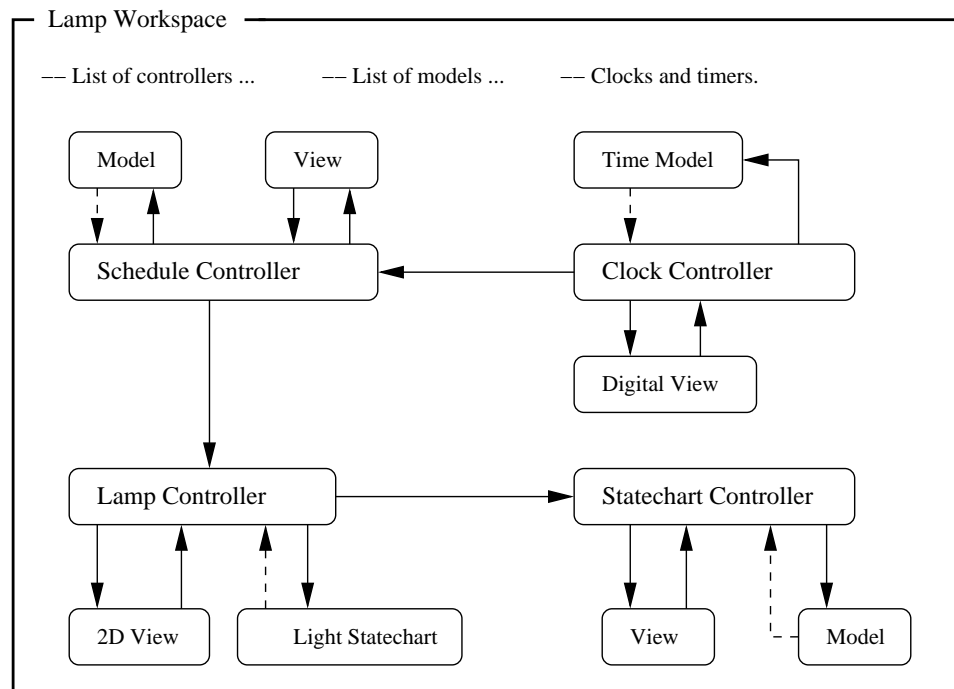 Lamp Workspace
−− List of controllers ...
−− List of models ...
−− Clocks and timers.
Model
View
Time Model
Schedule Controller
Clock Controller
Digital View
Lamp Controller
Statechart Controller
2D View
Light Statechart
View
Model